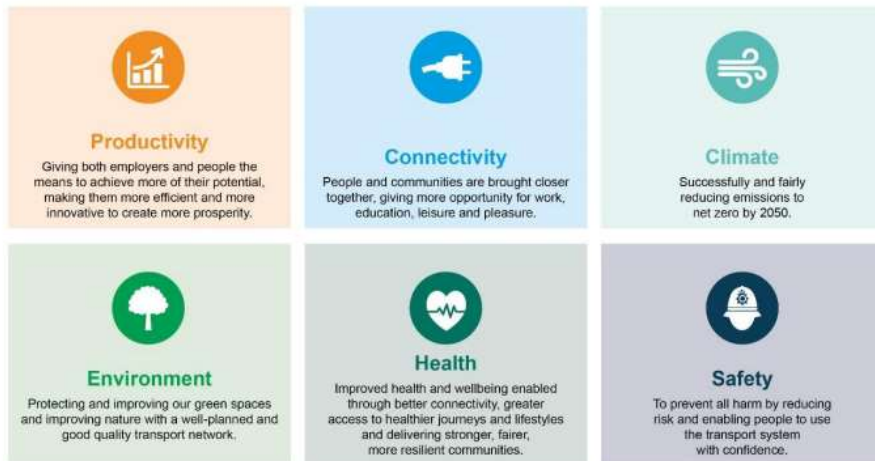 Productivity
Giving both employers and people the
means to achieve more of their potential,
making them more efficient and more
innovative to create more prosperity.
Connectivity
People and communities are brought closer
together, giving more opportunity for work,
education, leisure and pleasure.
Climate
Successfully and fairly
reducing emissions to
net zero by 2050.
Environment
Protecting and improving our green spaces
and improving nature with a well-planned and
good quality transport network.
Health
Improved health and wellbeing enabled
through better connectivity, greater
access to healthier journeys and lifestyles
and delivering stronger, fairer,
more resilient communities.
Safety
To prevent all harm by reducing
risk and enabling people to use
the transport system
with confidence.